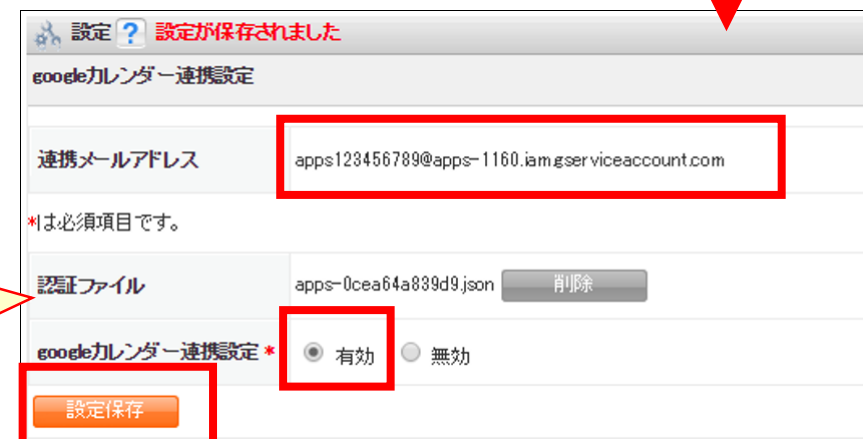 設定 ? 設定が保存されました
googleカレンダー連携設定
連携メールアドレス apps123456789@apps-1160.iam.gserviceaccount.com
*は必須項目です。
認証ファイル apps-0cea64a839d9.json 削除
googleカレンダー連携設定 * 有効 無効
設定保存